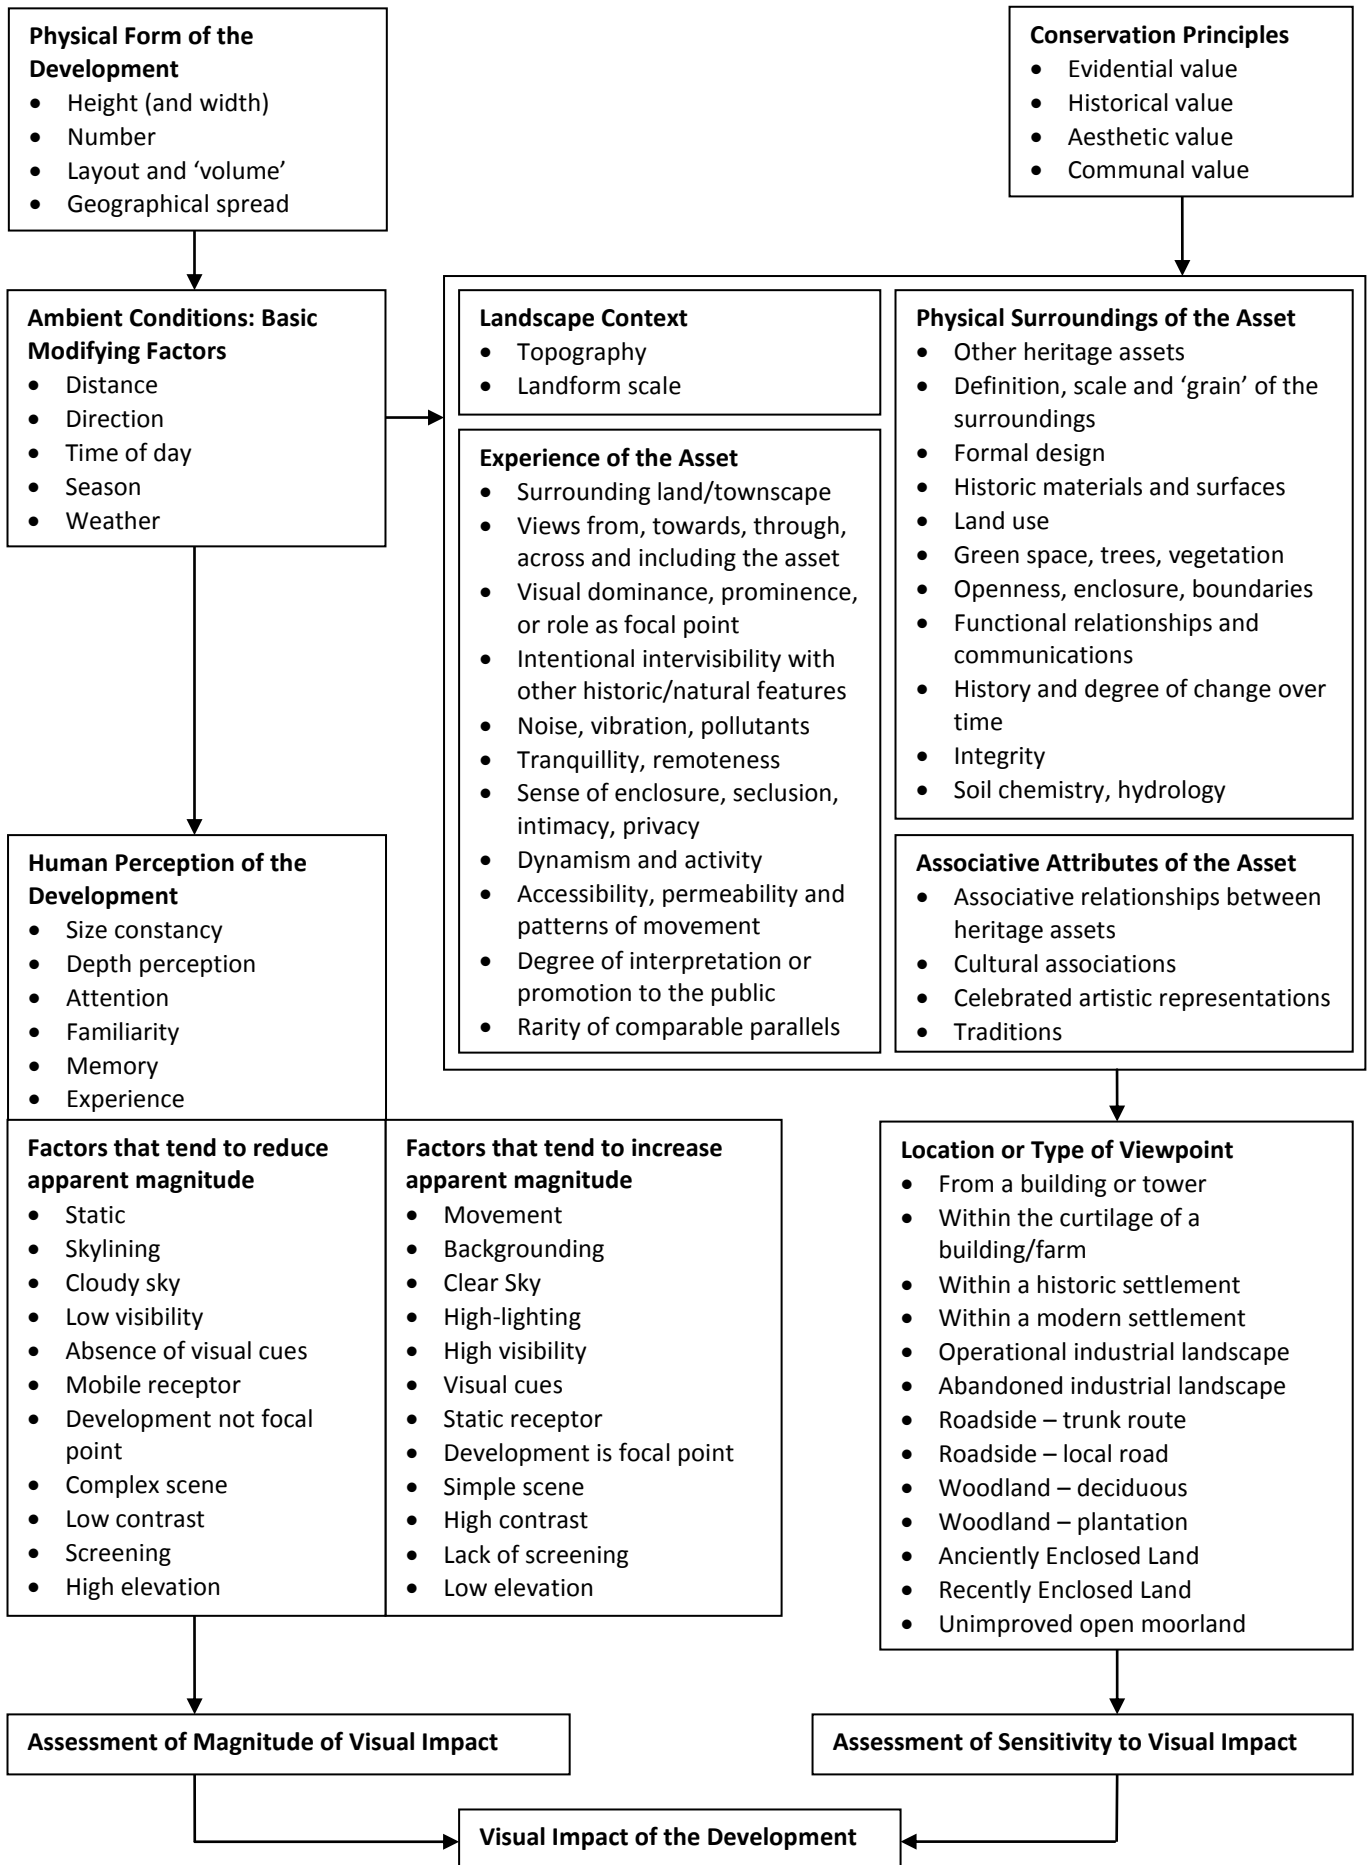 Physical Form of the
Development
• Height (and width)
• Number
• Layout and ‘volume’
• Geographical spread
Conservation Principles
• Evidential value
• Historical value
• Aesthetic value
• Communal value
Ambient Conditions: Basic
Modifying Factors
• Distance
• Direction
• Time of day
• Season
• Weather
Landscape Context
• Topography
• Landform scale
Experience of the Asset
• Surrounding land/townscape
• Views from, towards, through,
across and including the asset
• Visual dominance, prominence,
or role as focal point
• Intentional intervisibility with
other historic/natural features
• Noise, vibration, pollutants
• Tranquillity, remoteness
• Sense of enclosure, seclusion,
intimacy, privacy
• Dynamism and activity
• Accessibility, permeability and
patterns of movement
• Degree of interpretation or
promotion to the public
• Rarity of comparable parallels
Physical Surroundings of the Asset
• Other heritage assets
• Definition, scale and ‘grain’ of the
surroundings
• Formal design
• Historic materials and surfaces
• Land use
• Green space, trees, vegetation
• Openness, enclosure, boundaries
• Functional relationships and
communications
• History and degree of change over
time
• Integrity
• Soil chemistry, hydrology
Associative Attributes of the Asset
• Associative relationships between
heritage assets
• Cultural associations
• Celebrated artistic representations
• Traditions
Human Perception of the
Development
• Size constancy
• Depth perception
• Attention
• Familiarity
• Memory
• Experience
Factors that tend to reduce
apparent magnitude
• Static
• Skylining
• Cloudy sky
• Low visibility
• Absence of visual cues
• Mobile receptor
• Development not focal
point
• Complex scene
• Low contrast
• Screening
• High elevation
Factors that tend to increase
apparent magnitude
• Movement
• Backgrounding
• Clear Sky
• High-lighting
• High visibility
• Visual cues
• Static receptor
• Development is focal point
• Simple scene
• High contrast
• Lack of screening
• Low elevation
Location or Type of Viewpoint
• From a building or tower
• Within the curtilage of a
building/farm
• Within a historic settlement
• Within a modern settlement
• Operational industrial landscape
• Abandoned industrial landscape
• Roadside – trunk route
• Roadside – local road
• Woodland – deciduous
• Woodland – plantation
• Anciently Enclosed Land
• Recently Enclosed Land
• Unimproved open moorland
Assessment of Magnitude of Visual Impact
Assessment of Sensitivity to Visual Impact
Visual Impact of the Development